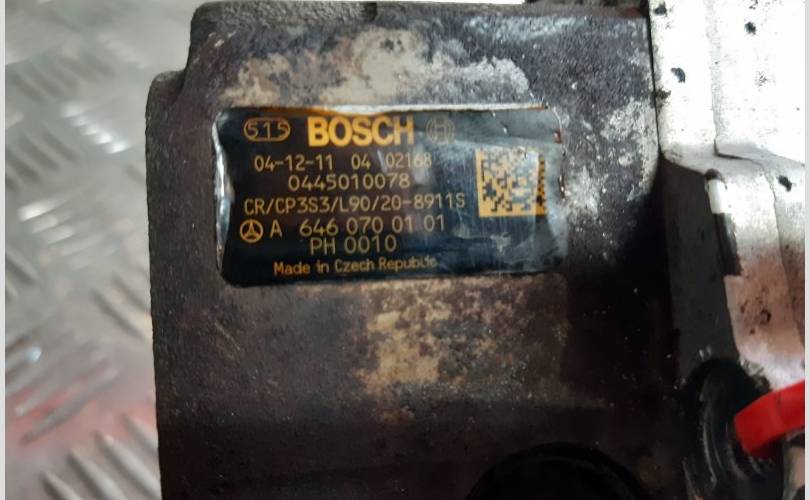 515 BOSCH
04-12-11 04 02168
0445010078
CR/CP3S3/L90/20-8911S
A 646 070 01 01
PH 0010
Made in Czech Republic